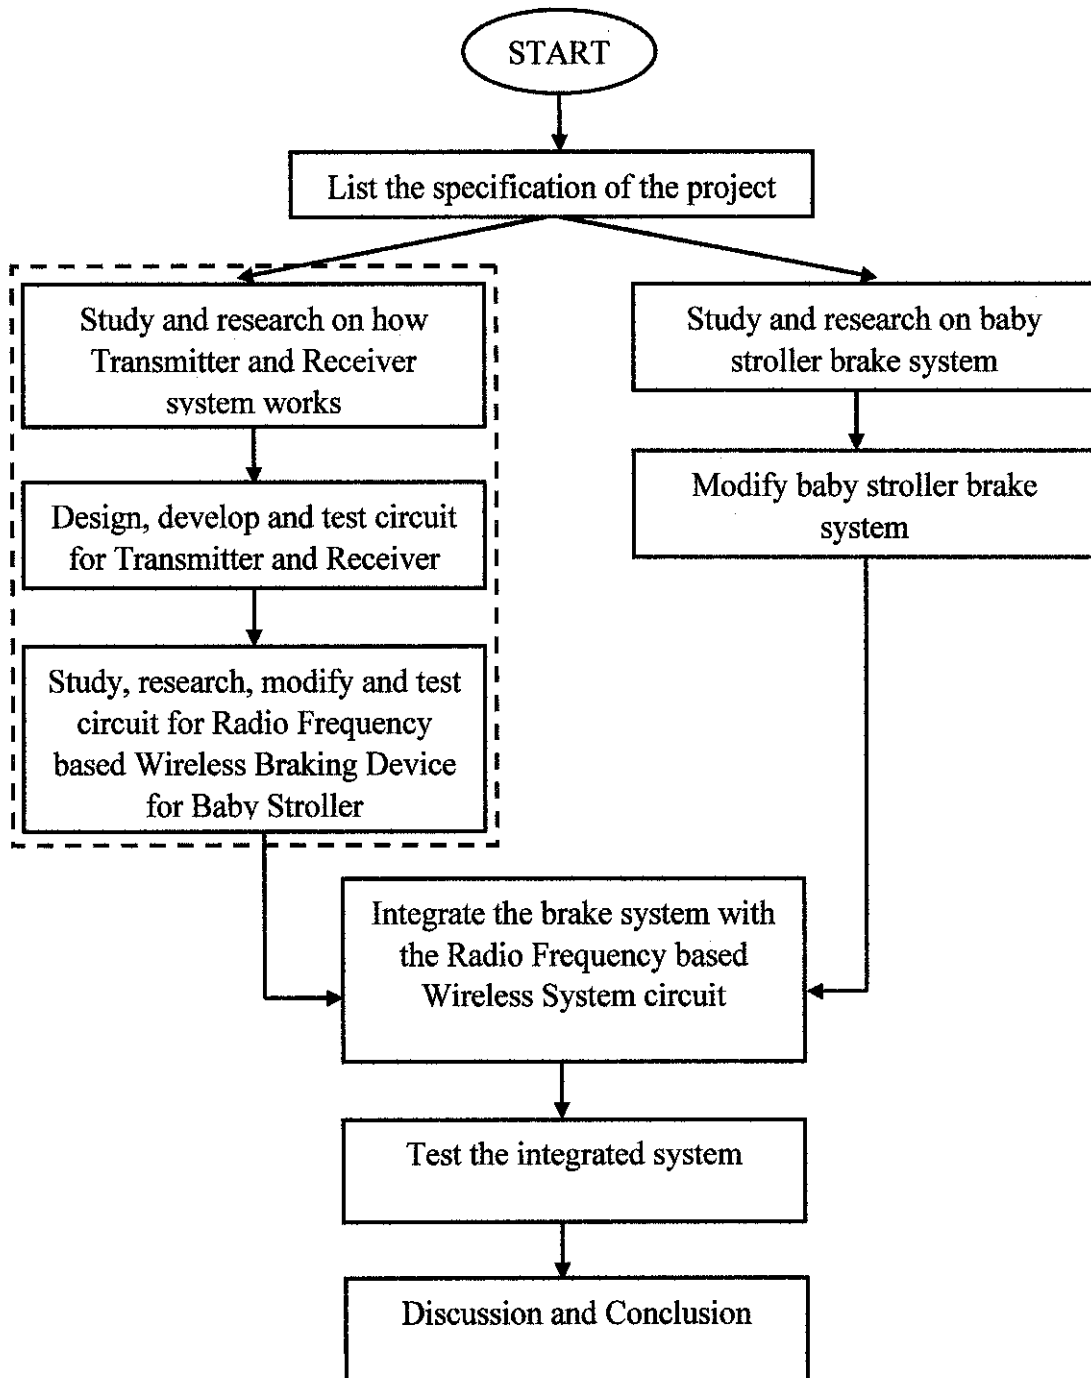 START
List the specification of the project
Study and research on how
Transmitter and Receiver
system works
Design, develop and test circuit
for Transmitter and Receiver
Study, research, modify and test
circuit for Radio Frequency
based Wireless Braking Device
for Baby Stroller
Study and research on baby
stroller brake system
Modify baby stroller brake
system
Integrate the brake system with
the Radio Frequency based
Wireless System circuit
Test the integrated system
Discussion and Conclusion